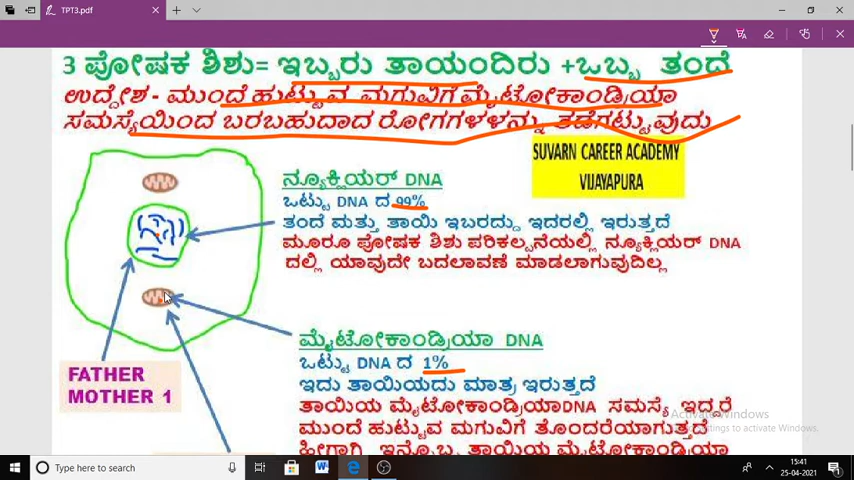 TPT3.pdf
3 ಪೋಷಕ ಶಿಶು= ಇಬ್ಬರು ತಾಯಂದಿರು +ಒಬ್ಬ ತಂದೆ
ಉದ್ದೇಶ - ಮುಂದೆ ಹುಟ್ಟುವ ಮಗುವಿಗೆ ಮೈಟೋಕಾಂಡ್ರಿಯಾ
ಸಮಸ್ಯೆಯಿಂದ ಬರಬಹುದಾದ ರೋಗಗಳಳನ್ನು ತಡೆಗಟ್ಟುವುದು
SUVARN CAREER ACADEMY
VIJAYAPURA
ನ್ಯೂಕ್ಲಿಯರ್ DNA
ಒಟ್ಟು DNA ದ 99%
ತಂದೆ ಮತ್ತು ತಾಯಿ ಇಬರದ್ದು ಇದರಲ್ಲಿ ಇರುತ್ತದೆ
ಮೂರೂ ಪೋಷಕ ಶಿಶು ಪರಿಕಲ್ಪನೆಯಲ್ಲಿ ನ್ಯೂಕ್ಲಿಯರ್ DNA
ದಲ್ಲಿ ಯಾವುದೇ ಬದಲಾವಣೆ ಮಾಡಲಾಗುವುದಿಲ್ಲ
ಮೈಟೋಕಾಂಡ್ರಿಯಾ DNA
ಒಟ್ಟು DNA ದ 1%
ಇದು ತಾಯಿಯದು ಮಾತ್ರ ಇರುತ್ತದೆ
ತಾಯಿಯ ಮೈಟೋಕಾಂಡ್ರಿಯಾDNA ಸಮಸ್ಯೆ ಇದ್ದರೆ
ಮುಂದೆ ಹುಟ್ಟುವ ಮಗುವಿಗೆ ತೊಂದರೆಯಾಗುತ್ತದೆ
ಹೀಗಾಗಿ ಇನ್ನೊಬ್ಬ ತಾಯಿಯ ಮೈಟೋಕಾಂಡ್ರಿಯಾ
FATHER
MOTHER 1
Activate Windows
Go to Settings to activate Windows.
Type here to search
15:41
25-04-2021